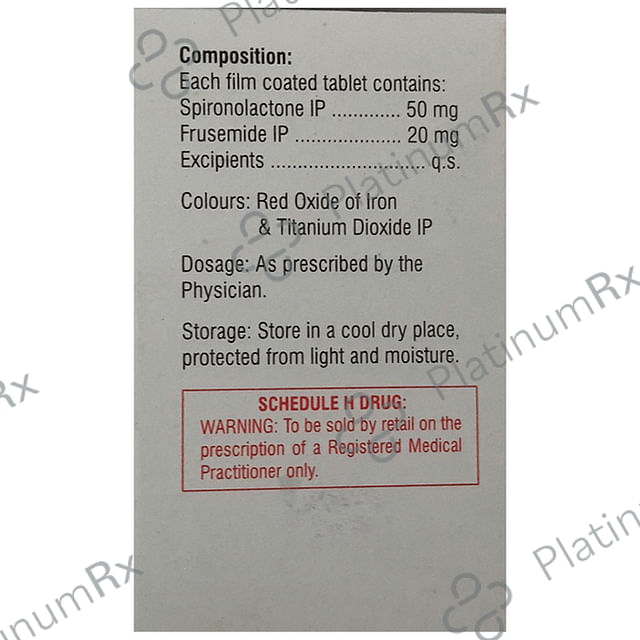 Composition:
Each film coated tablet contains:
Spironolactone IP ............ 50 mg
Frusemide IP ................... 20 mg
Excipients ............................ q.s.
Colours: Red Oxide of Iron
& Titanium Dioxide IP
Dosage: As prescribed by the
Physician.
Storage: Store in a cool dry place,
protected from light and moisture.
SCHEDULE H DRUG:
WARNING: To be sold by retail on the
prescription of a Registered Medical
Practitioner only.
PlatinumRx
PlatinumRx
PlatinumRx